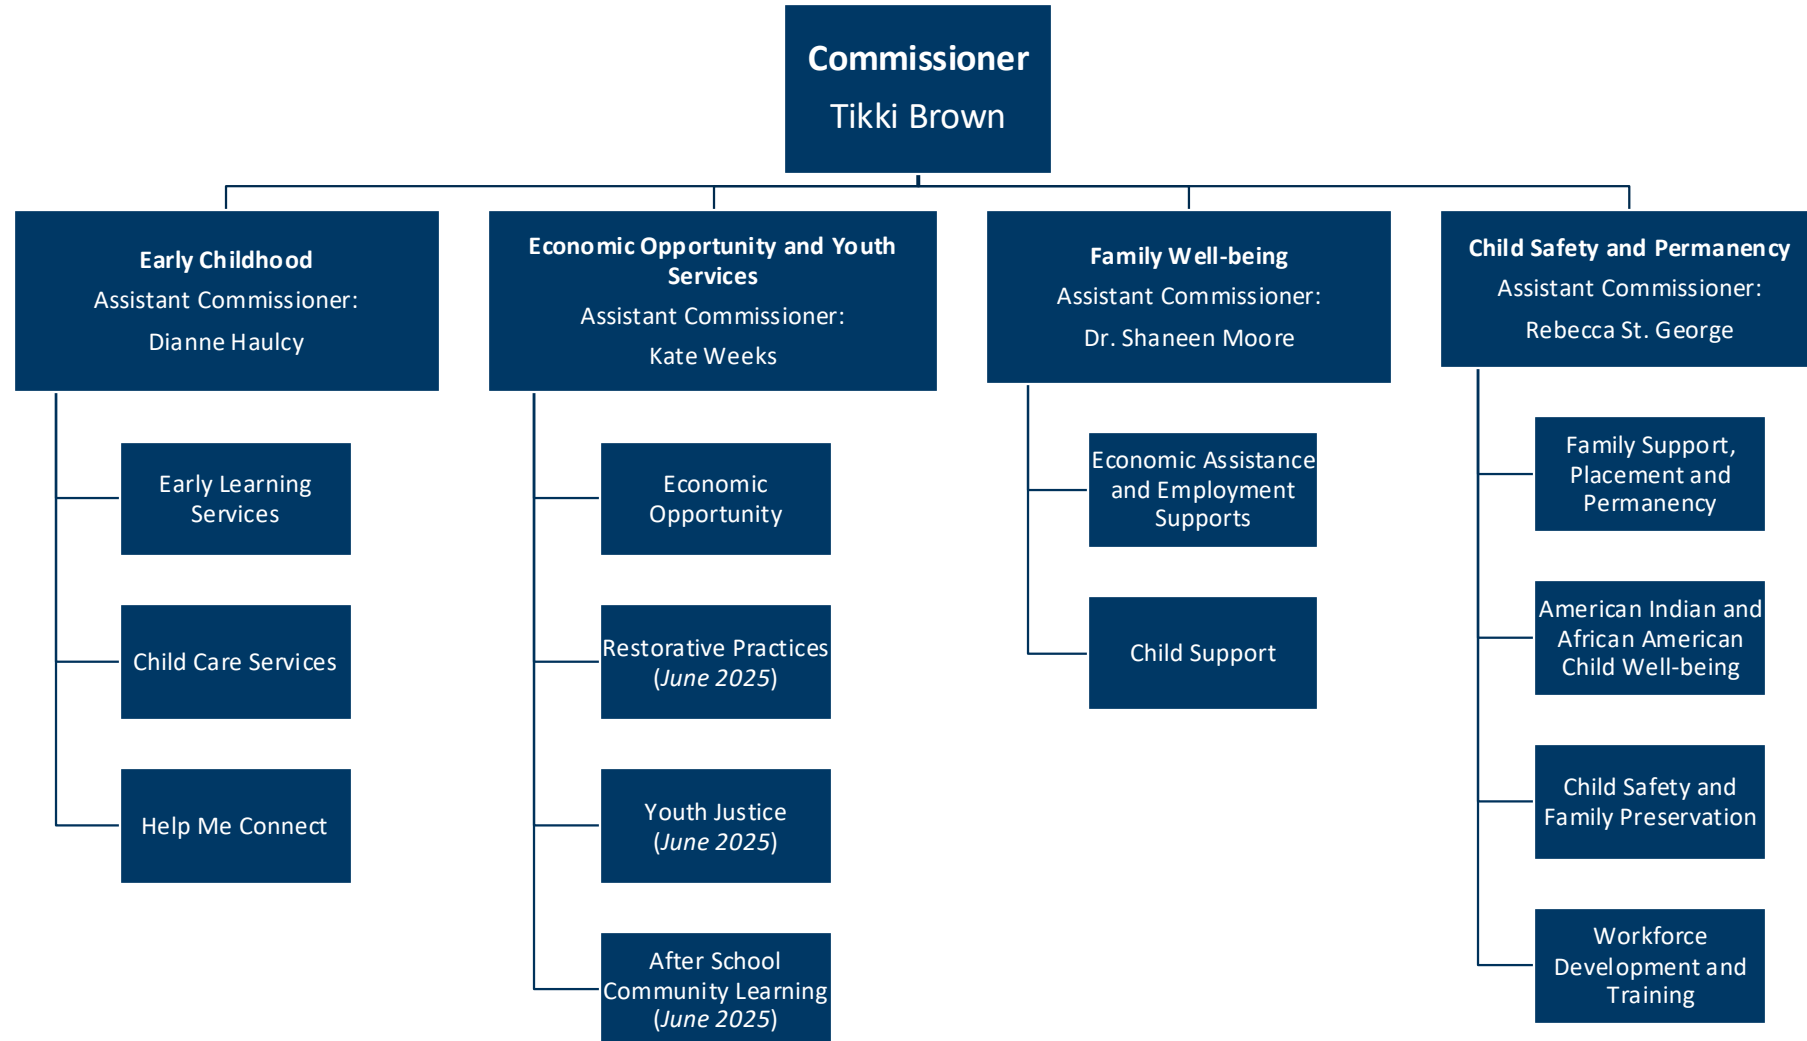 Commissioner
Tikki Brown
Early Childhood
Assistant Commissioner:
Dianne Haulcy
Early Learning
Services
Child Care Services
Help Me Connect
Economic Opportunity and Youth
Services
Assistant Commissioner:
Kate Weeks
Economic
Opportunity
Restorative Practices
(June 2025)
Youth Justice
(June 2025)
After School
Community Learning
(June 2025)
Family Well-being
Assistant Commissioner:
Dr. Shaneen Moore
Economic Assistance
and Employment
Supports
Child Support
Child Safety and Permanency
Assistant Commissioner:
Rebecca St. George
Family Support,
Placement and
Permanency
American Indian and
African American
Child Well-being
Child Safety and
Family Preservation
Workforce
Development and
Training